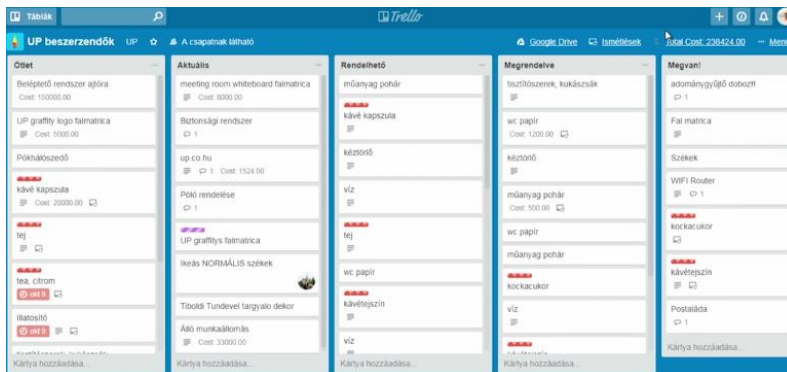 Táblák
Trello
UP beszerzendők UP A csapatnak látható
Google Drive Ismétlések Total Cost: 238424.00
Ötlet
Beléptető rendszer ajtóra
Cost: 150000.00
UP graffity logo falmatrica
Cost: 5000.00
Pókhálószedő
kávé kapszula
Cost: 20000.00
tej
tea, citrom
okt 9.
illatosító
okt 9.
Kártya hozzáadása...
Aktuális
meeting room whiteboard falmatrica
Cost: 8000.00
Biztonsági rendszer
1
up.co.hu
1 Cost: 1524.00
Póló rendelése
1
UP graffitys falmatrica
Ikeás NORMÁLIS székek
Tiboldi Tundevel targyalo dekor
Álló munkaállomás
Cost: 33000.00
Kártya hozzáadása...
Rendelhető
műanyag pohár
kávé kapszula
kéztörlő
víz
tej
wc papír
kávétejszín
víz
Kártya hozzáadása...
Megrendelve
tisztítószerek, kukászsák
wc papír
Cost: 1200.00
kéztörlő
műanyag pohár
Cost: 500.00
wc papír
műanyag pohár
kockacukor
víz
Kártya hozzáadása...
Megvan!
adománygyűjtő doboz!!!
1
Fal matrica
Székek
WIFI Router
1
kockacukor
kávétejszín
Postaláda
1
Kártya hozzáadása...